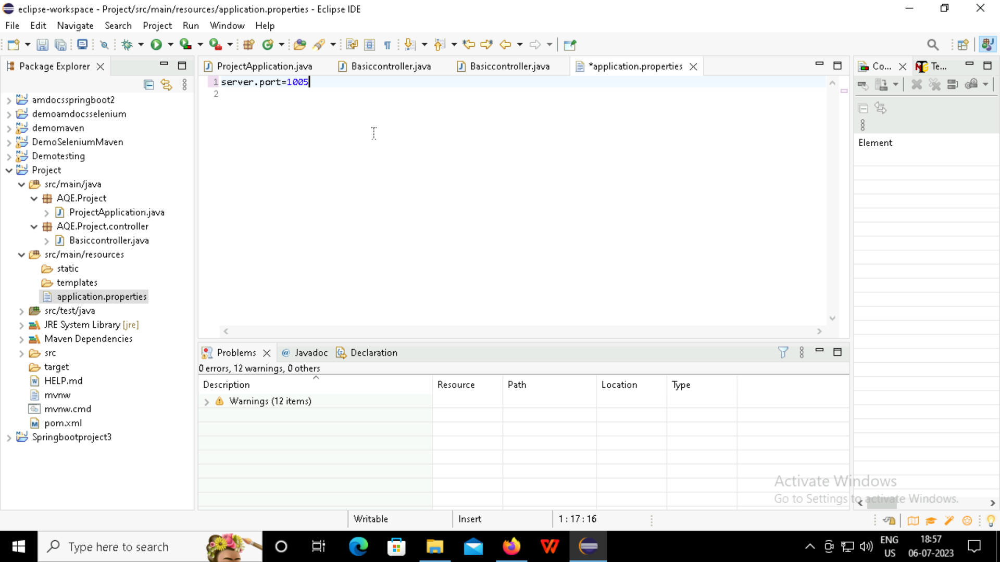 eclipse-workspace - Project/src/main/resources/application.properties - Eclipse IDE
File Edit Navigate Search Project Run Window Help
Package Explorer
ProjectApplication.java
Basiccontroller.java
Basiccontroller.java
*application.properties
Co...
Te...
1 server.port=1005
2
amdocsspringboot2
demoamdocsselenium
demomaven
DemoSeleniumMaven
Demotesting
Project
src/main/java
AQE.Project
ProjectApplication.java
AQE.Project.controller
Basiccontroller.java
src/main/resources
static
templates
application.properties
src/test/java
JRE System Library [jre]
Maven Dependencies
src
target
HELP.md
mvnw
mvnw.cmd
pom.xml
Springbootproject3
Element
Problems
@ Javadoc
Declaration
0 errors, 12 warnings, 0 others
Description Resource Path Location Type
Warnings (12 items)
Activate Windows
Go to Settings to activate Windows.
Writable Insert 1:17:16
Type here to search
ENG
US
18:57
06-07-2023